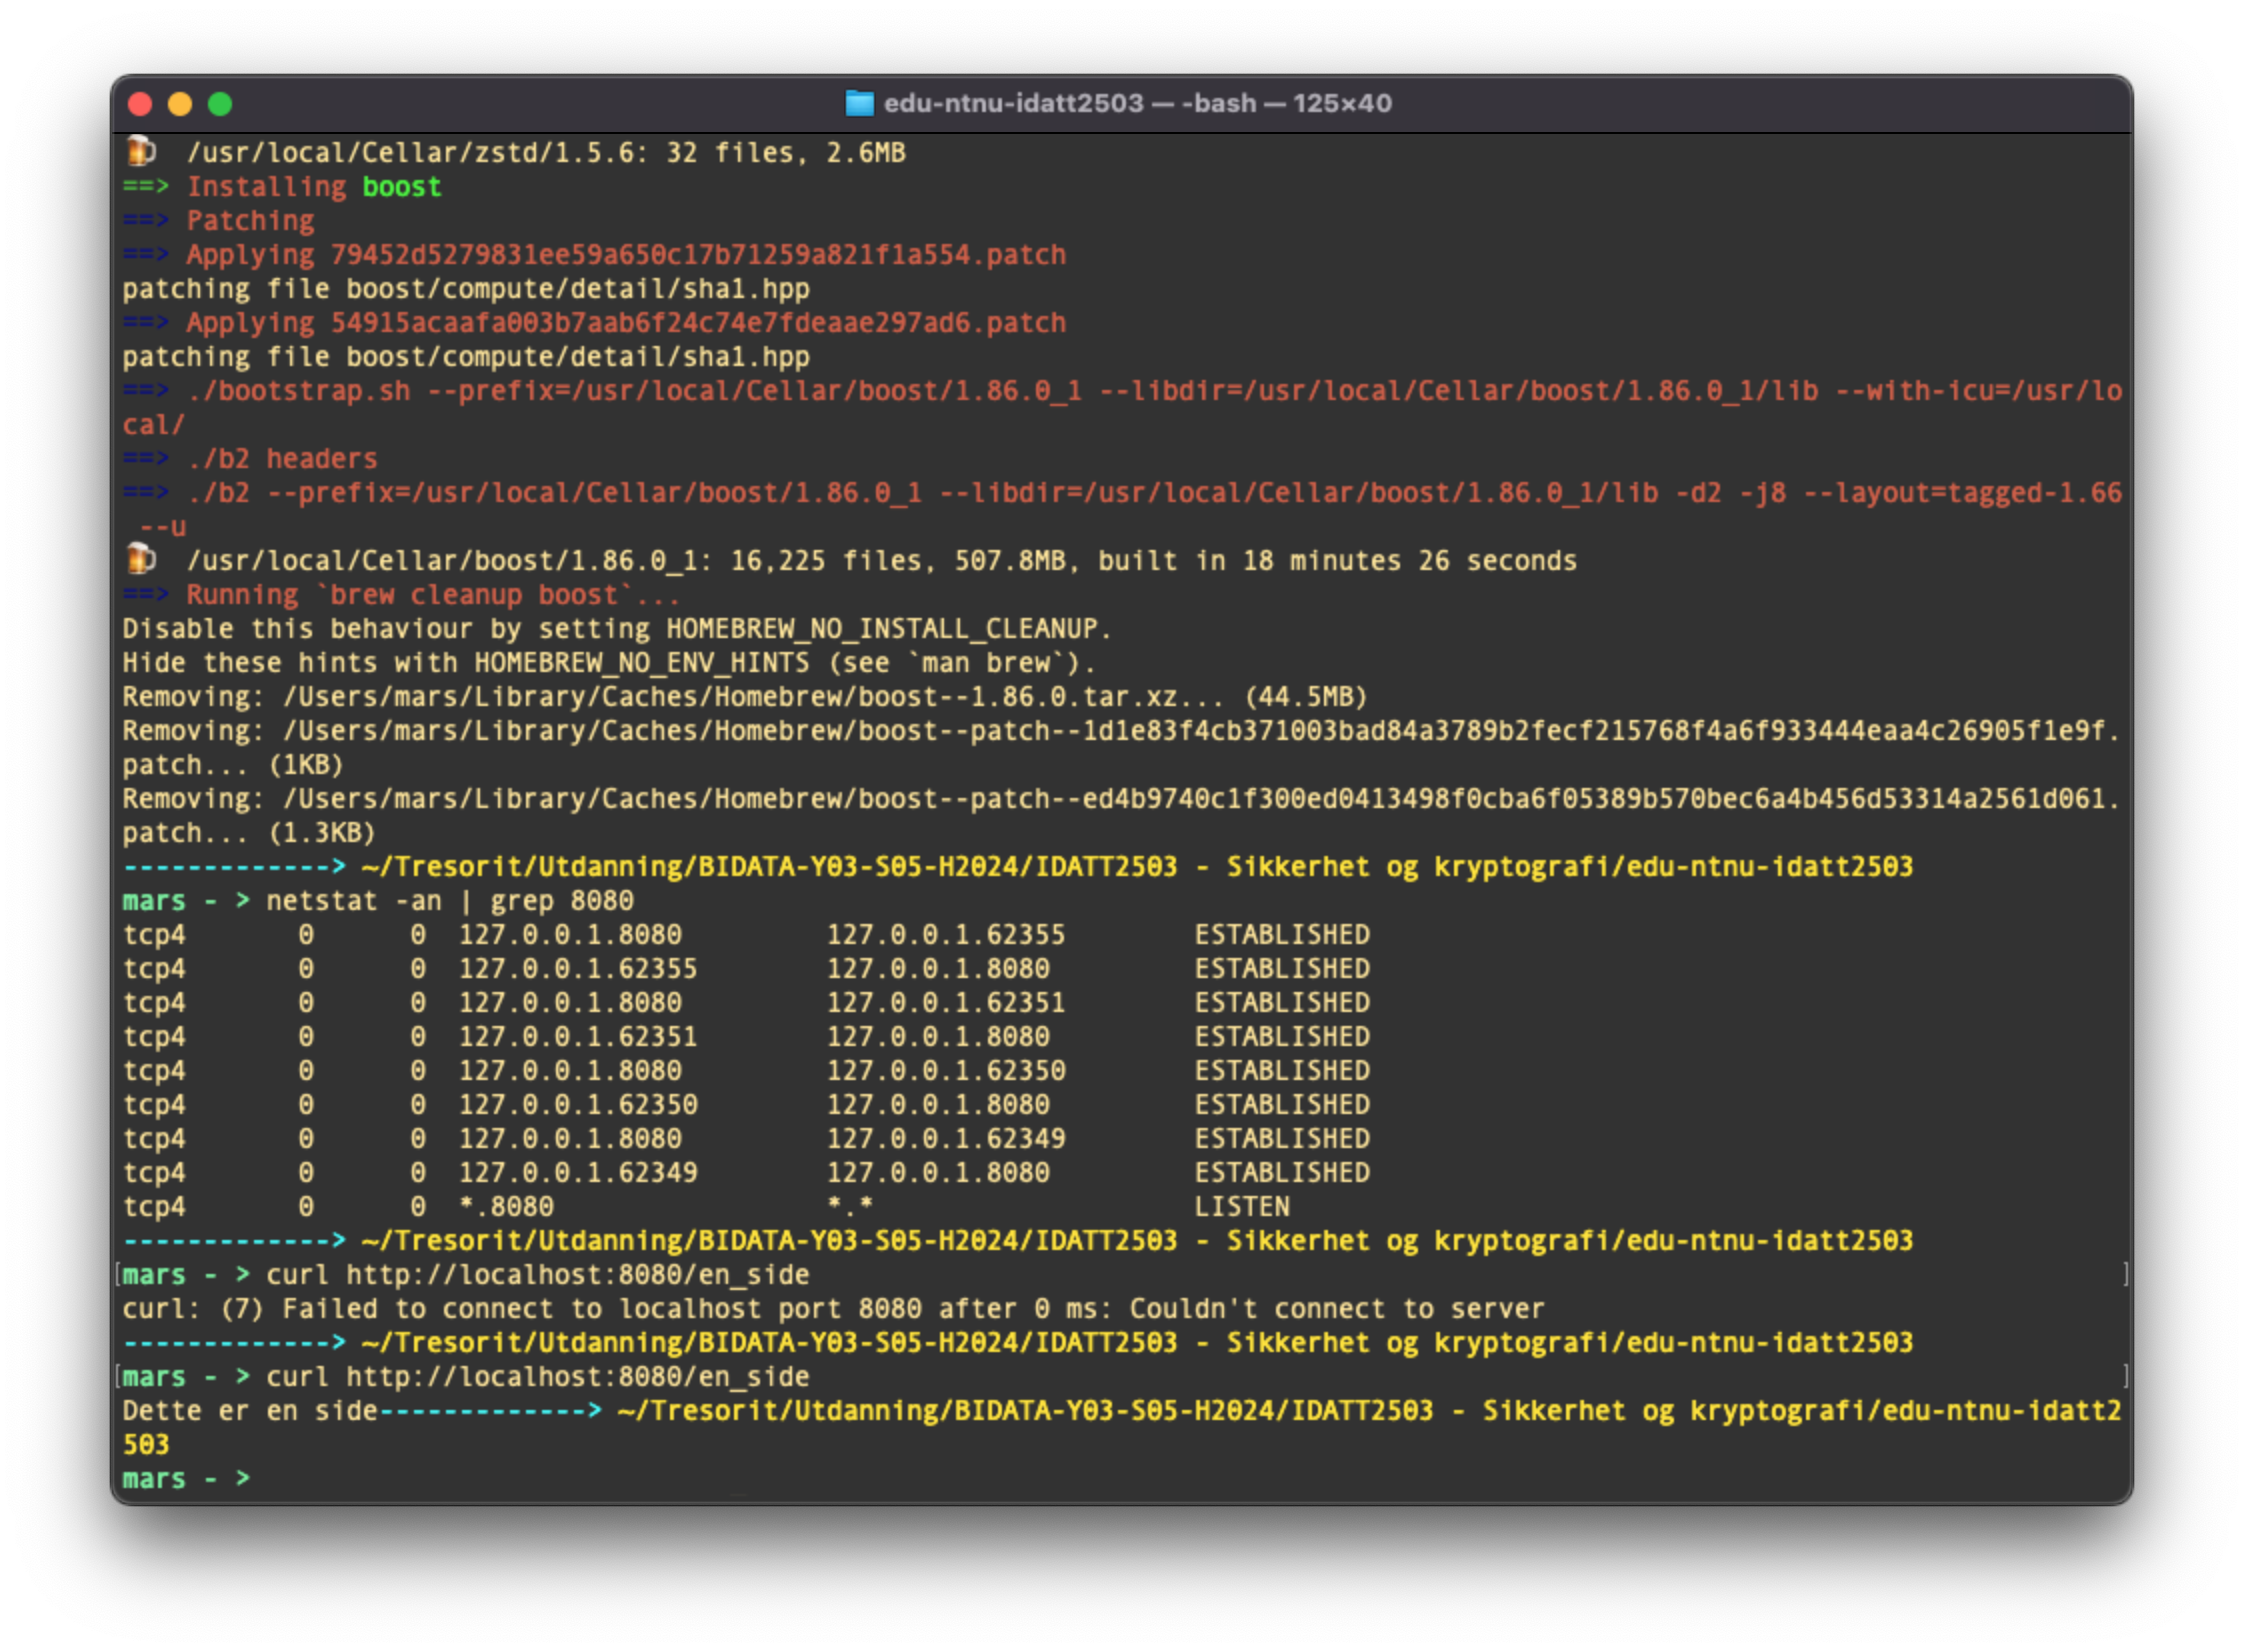 edu-ntnu-idatt2503 — -bash — 125×40
🍺  /usr/local/Cellar/zstd/1.5.6: 32 files, 2.6MB
==> Installing boost
==> Patching
==> Applying 79452d5279831ee59a650c17b71259a821f1a554.patch
patching file boost/compute/detail/sha1.hpp
==> Applying 54915acaafa003b7aab6f24c74e7fdeaae297ad6.patch
patching file boost/compute/detail/sha1.hpp
==> ./bootstrap.sh --prefix=/usr/local/Cellar/boost/1.86.0_1 --libdir=/usr/local/Cellar/boost/1.86.0_1/lib --with-icu=/usr/lo
cal/
==> ./b2 headers
==> ./b2 --prefix=/usr/local/Cellar/boost/1.86.0_1 --libdir=/usr/local/Cellar/boost/1.86.0_1/lib -d2 -j8 --layout=tagged-1.66
 --u
🍺  /usr/local/Cellar/boost/1.86.0_1: 16,225 files, 507.8MB, built in 18 minutes 26 seconds
==> Running `brew cleanup boost`...
Disable this behaviour by setting HOMEBREW_NO_INSTALL_CLEANUP.
Hide these hints with HOMEBREW_NO_ENV_HINTS (see `man brew`).
Removing: /Users/mars/Library/Caches/Homebrew/boost--1.86.0.tar.xz... (44.5MB)
Removing: /Users/mars/Library/Caches/Homebrew/boost--patch--1d1e83f4cb371003bad84a3789b2fecf215768f4a6f933444eaa4c26905f1e9f.
patch... (1KB)
Removing: /Users/mars/Library/Caches/Homebrew/boost--patch--ed4b9740c1f300ed0413498f0cba6f05389b570bec6a4b456d53314a2561d061.
patch... (1.3KB)
-------------> ~/Tresorit/Utdanning/BIDATA-Y03-S05-H2024/IDATT2503 - Sikkerhet og kryptografi/edu-ntnu-idatt2503
mars - > netstat -an | grep 8080
tcp4       0      0  127.0.0.1.8080         127.0.0.1.62355        ESTABLISHED
tcp4       0      0  127.0.0.1.62355        127.0.0.1.8080         ESTABLISHED
tcp4       0      0  127.0.0.1.8080         127.0.0.1.62351        ESTABLISHED
tcp4       0      0  127.0.0.1.62351        127.0.0.1.8080         ESTABLISHED
tcp4       0      0  127.0.0.1.8080         127.0.0.1.62350        ESTABLISHED
tcp4       0      0  127.0.0.1.62350        127.0.0.1.8080         ESTABLISHED
tcp4       0      0  127.0.0.1.8080         127.0.0.1.62349        ESTABLISHED
tcp4       0      0  127.0.0.1.62349        127.0.0.1.8080         ESTABLISHED
tcp4       0      0  *.8080                 *.*                    LISTEN
-------------> ~/Tresorit/Utdanning/BIDATA-Y03-S05-H2024/IDATT2503 - Sikkerhet og kryptografi/edu-ntnu-idatt2503
[mars - > curl http://localhost:8080/en_side ]
curl: (7) Failed to connect to localhost port 8080 after 0 ms: Couldn't connect to server
-------------> ~/Tresorit/Utdanning/BIDATA-Y03-S05-H2024/IDATT2503 - Sikkerhet og kryptografi/edu-ntnu-idatt2503
[mars - > curl http://localhost:8080/en_side ]
Dette er en side-------------> ~/Tresorit/Utdanning/BIDATA-Y03-S05-H2024/IDATT2503 - Sikkerhet og kryptografi/edu-ntnu-idatt2
503
mars - >